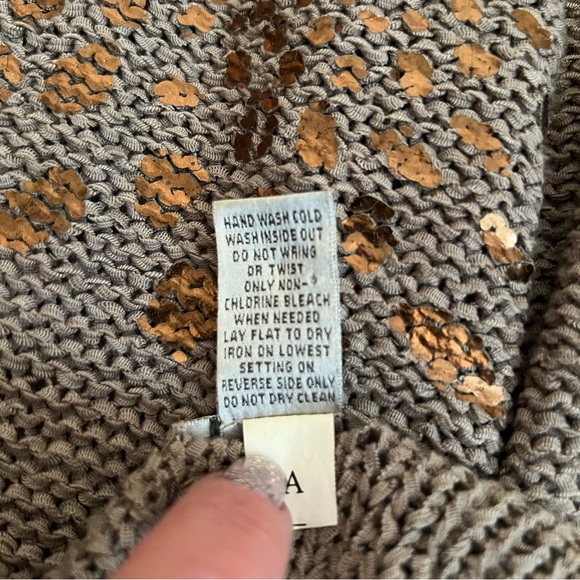 HAND WASH COLD
WASH INSIDE OUT
DO NOT WRING
OR TWIST
ONLY NON-
CHLORINE BLEACH
WHEN NEEDED
LAY FLAT TO DRY
IRON ON LOWEST
SETTING ON
REVERSE SIDE ONLY
DO NOT DRY CLEAN
A